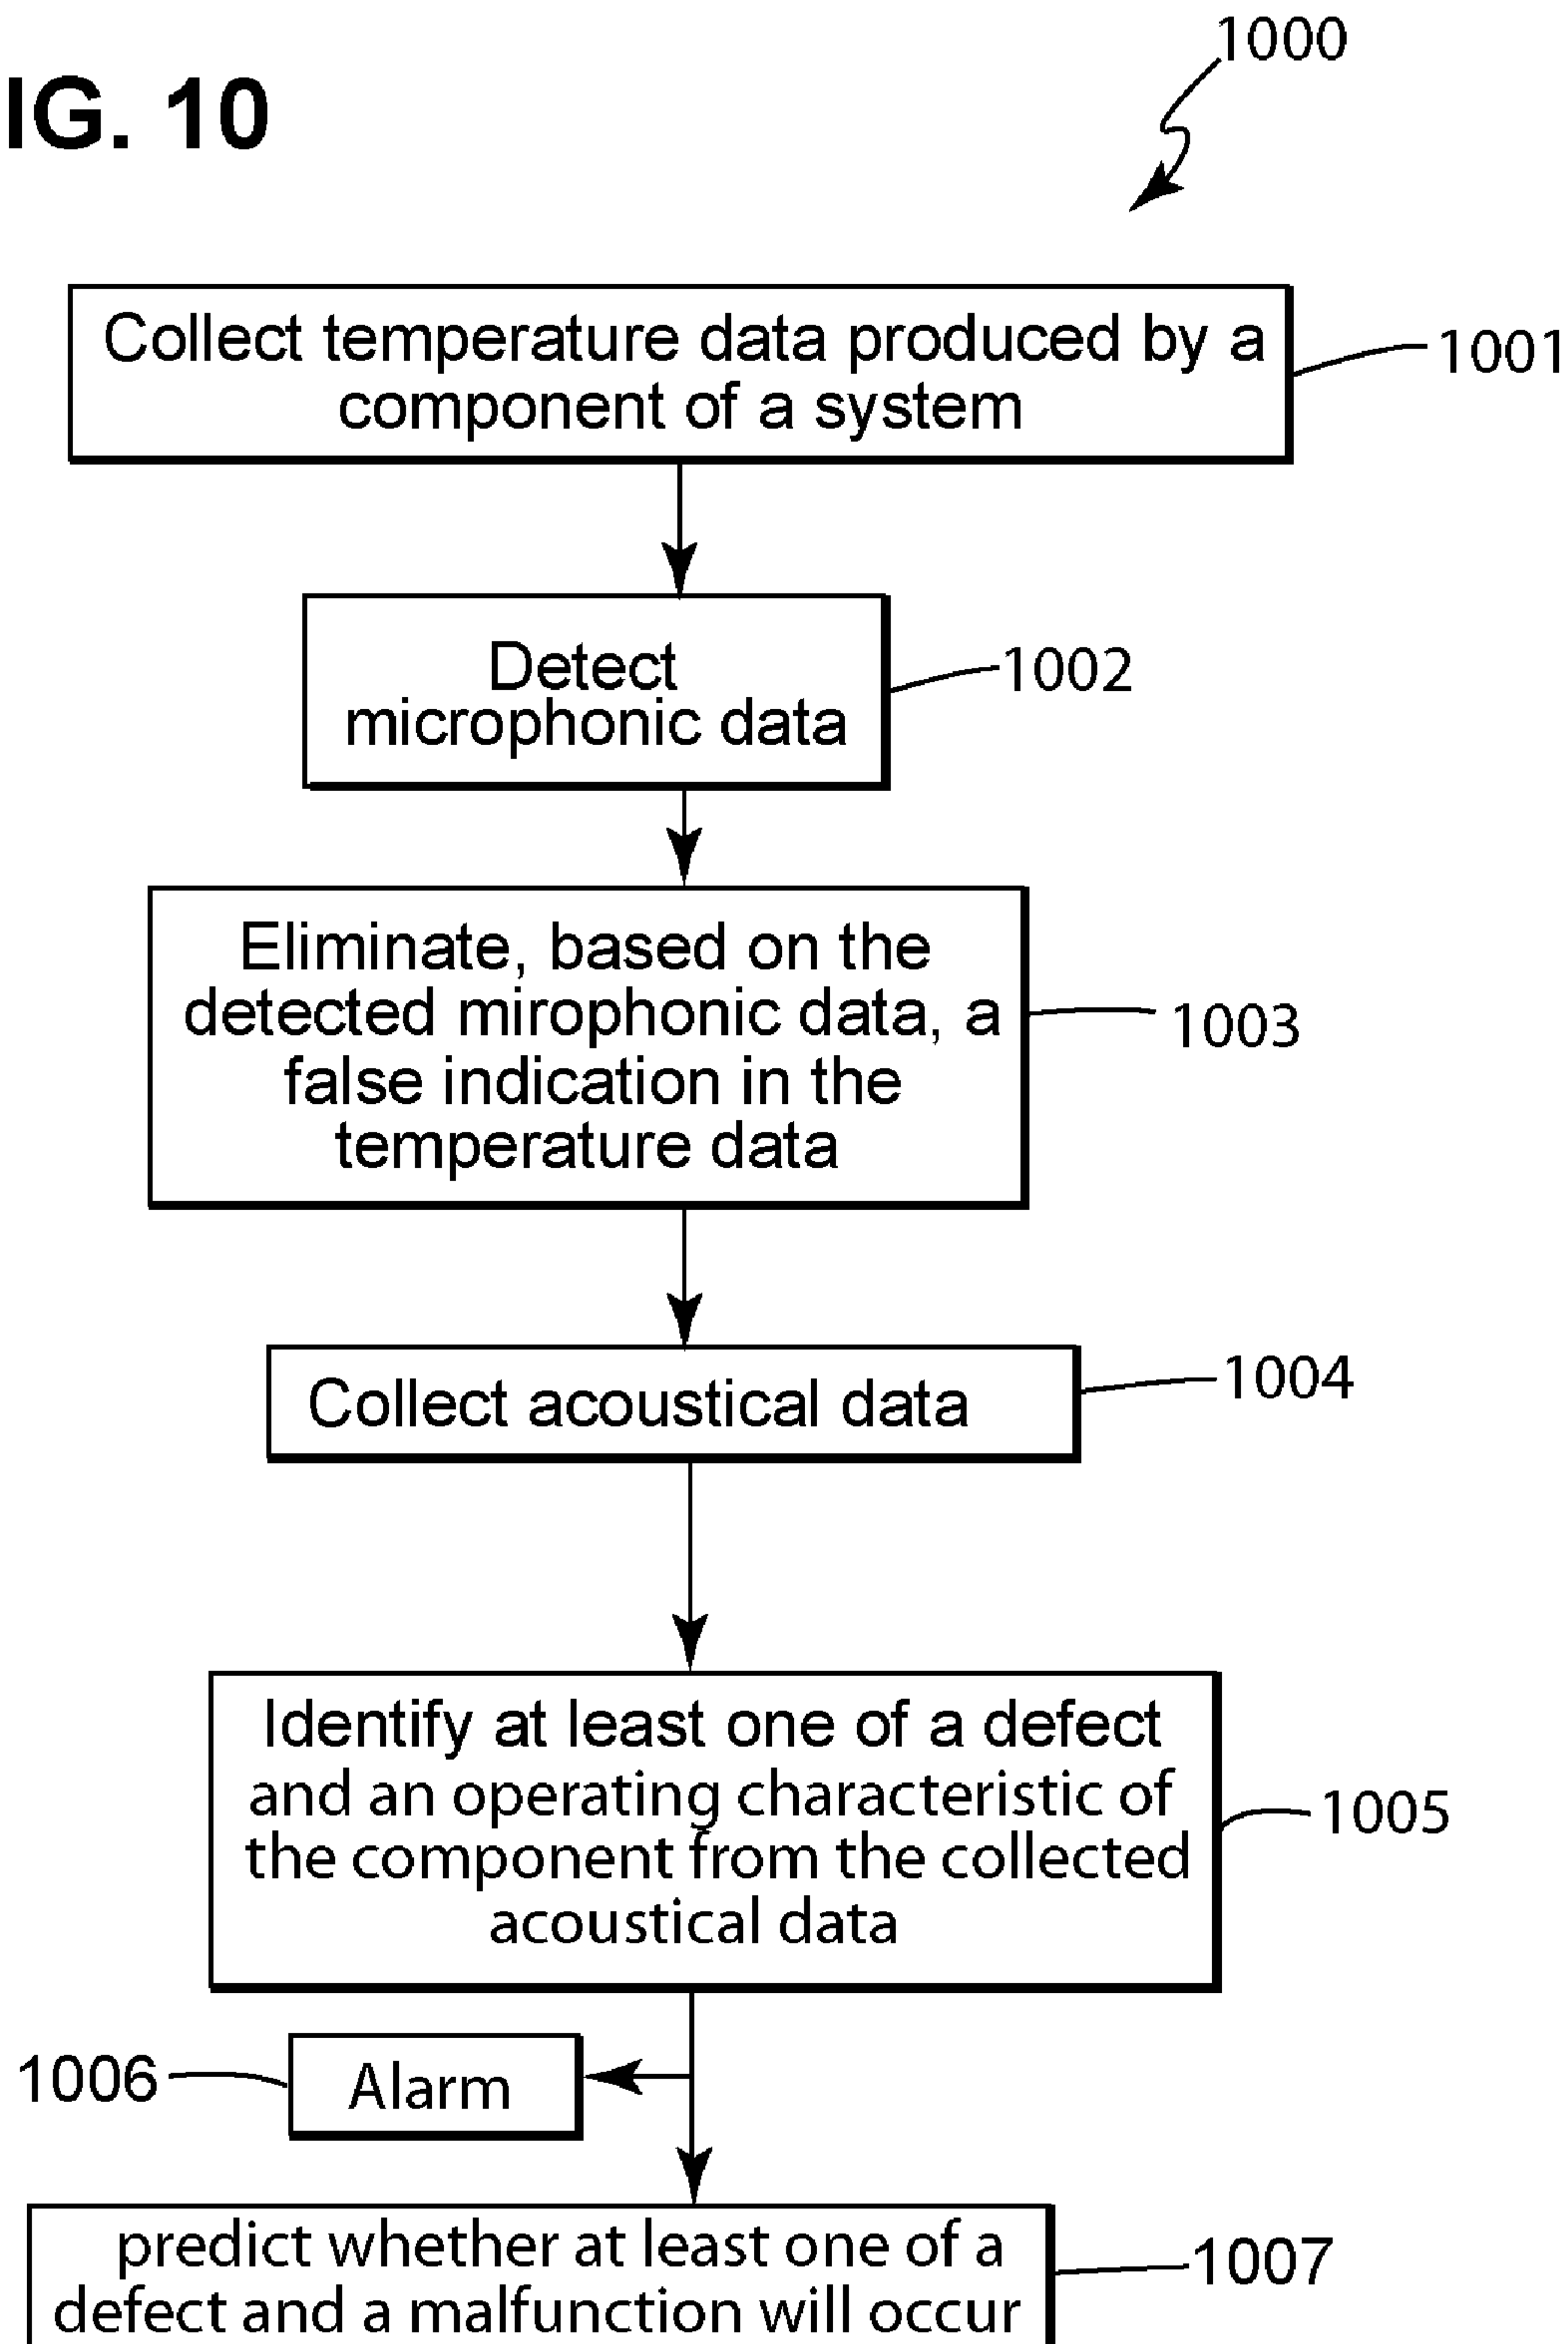 1000
IG. 10
Collect temperature data produced by a
component of a system
1001
Detect
microphonic data
1002
Eliminate, based on the
detected mirophonic data, a
false indication in the
temperature data
1003
Collect acoustical data
1004
Identify at least one of a defect
and an operating characteristic of
the component from the collected
acoustical data
1005
1006
Alarm
predict whether at least one of a
defect and a malfunction will occur
1007